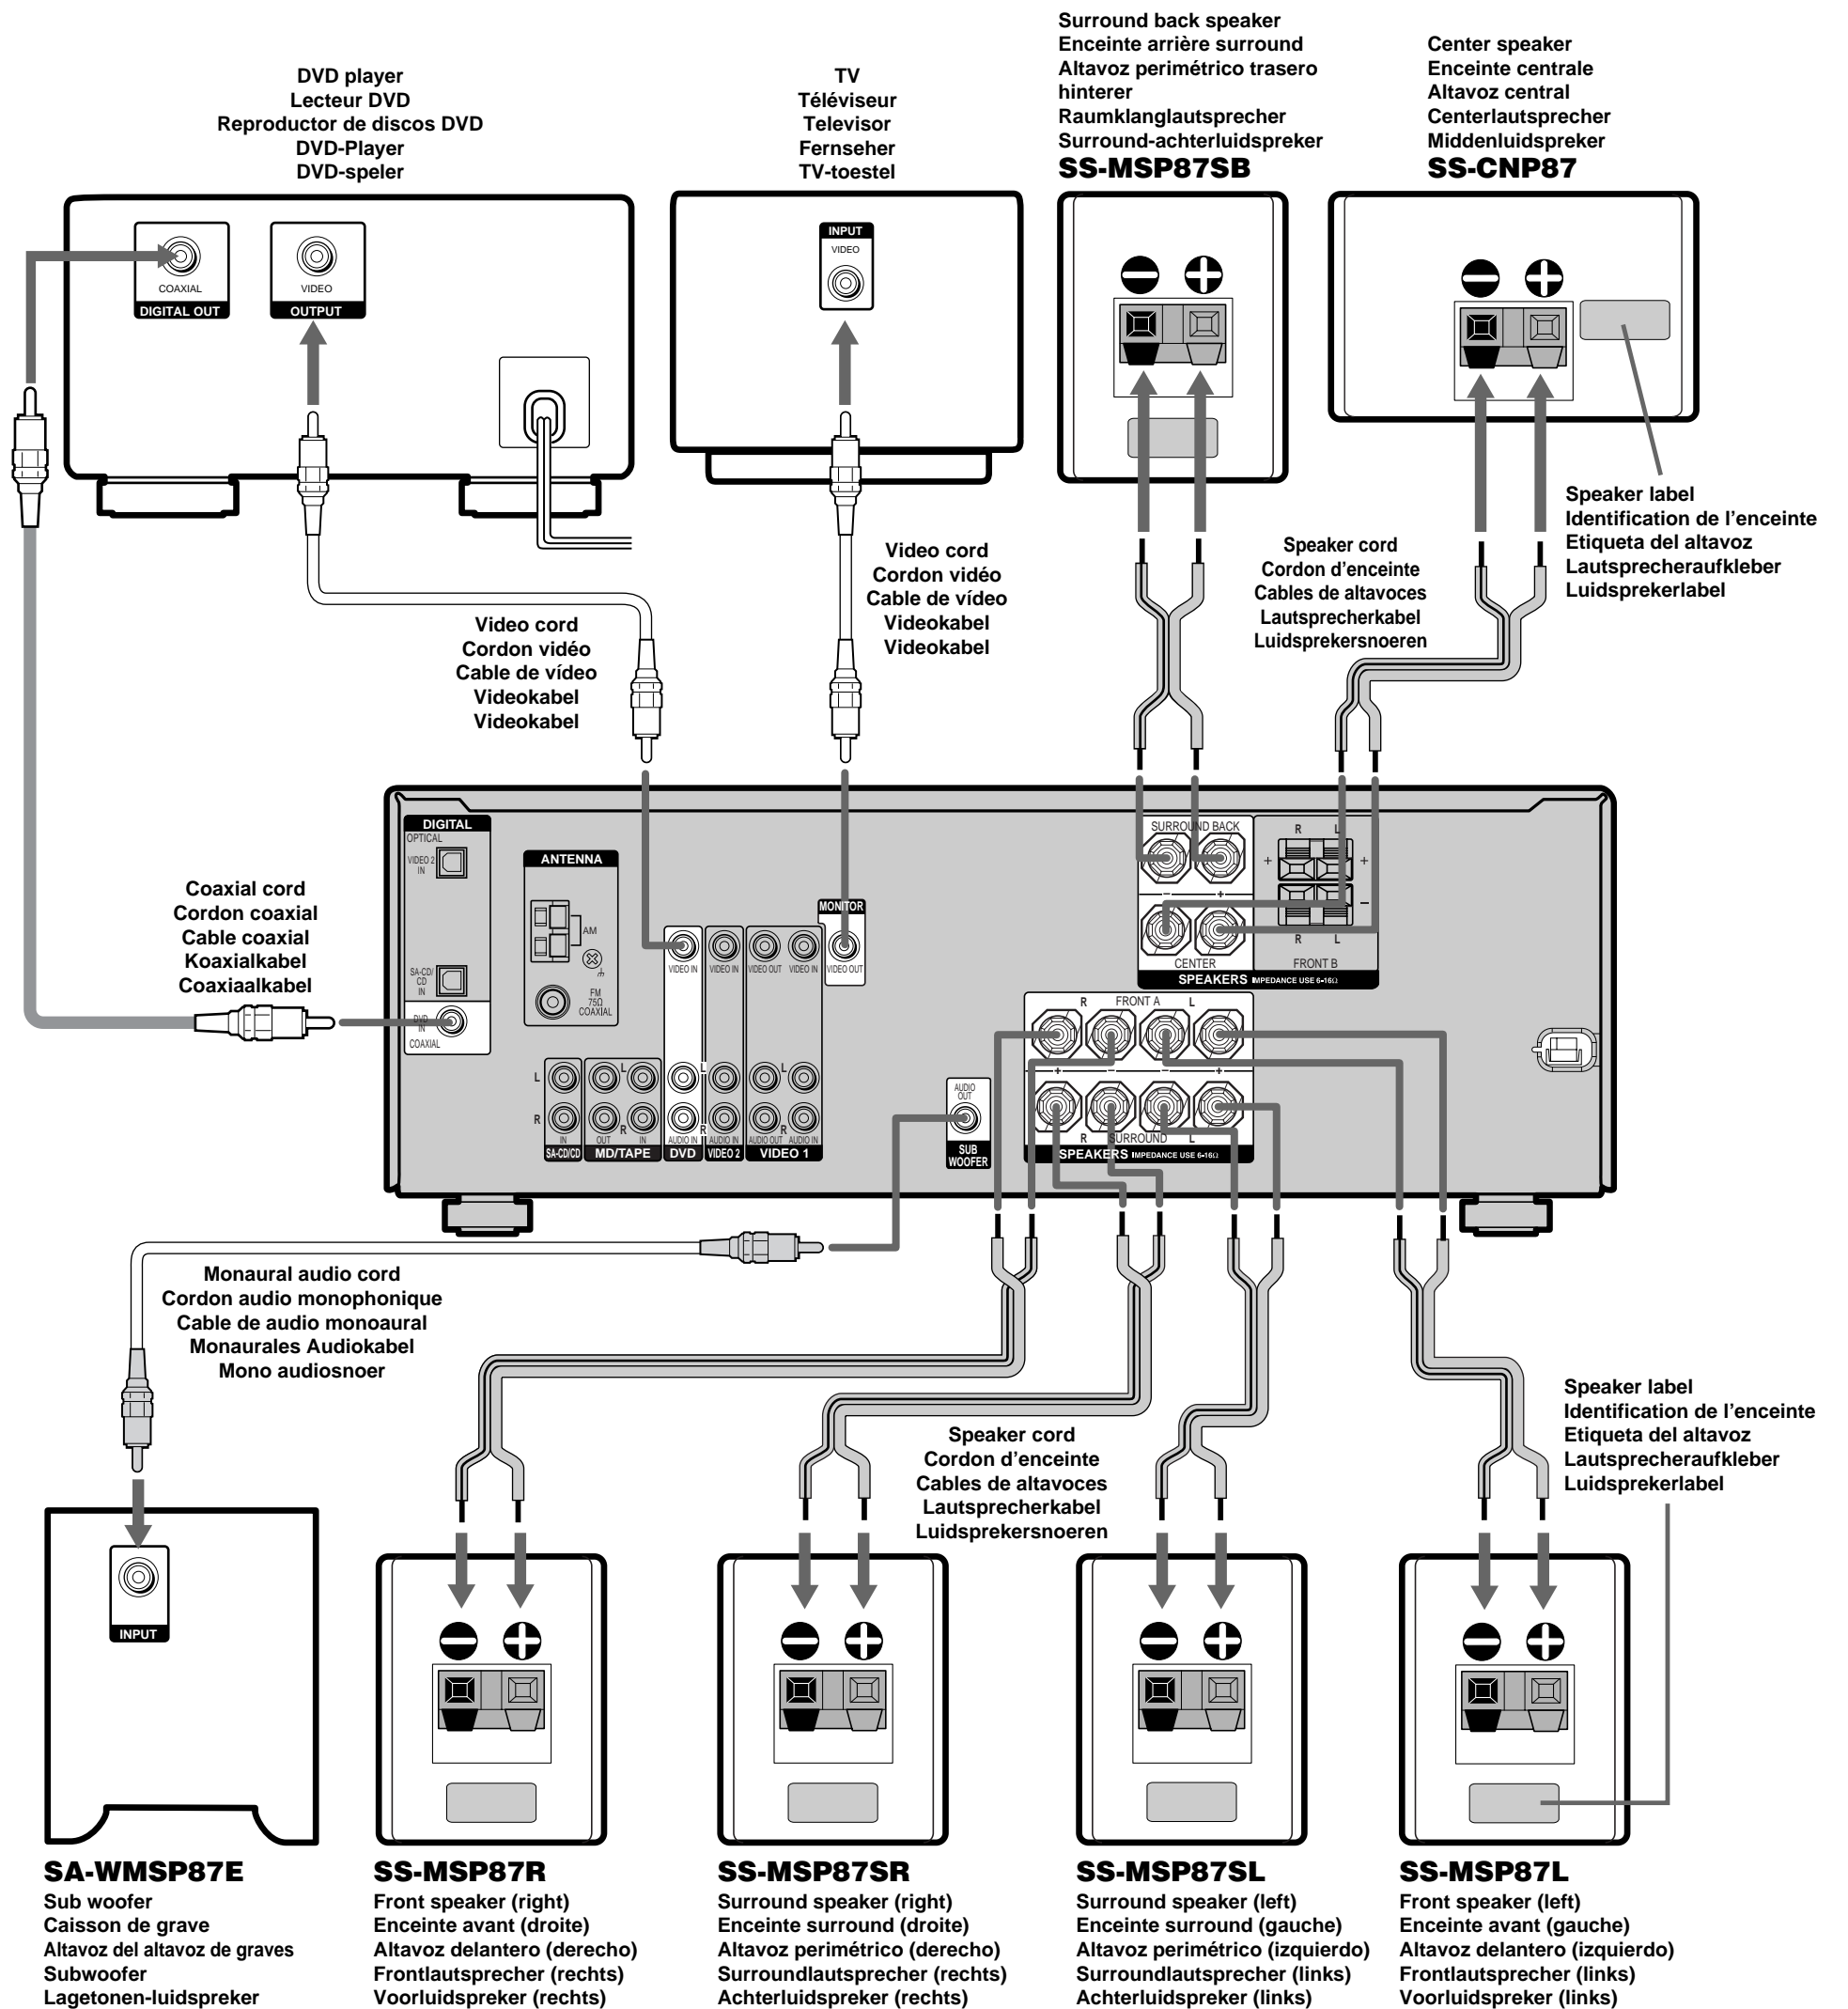 DVD player
Lecteur DVD
Reproductor de discos DVD
DVD-Player
DVD-speler
TV
Téléviseur
Televisor
Fernseher
TV-toestel
Surround back speaker
Enceinte arrière surround
Altavoz perimétrico trasero
hinterer
Raumklanglautsprecher
Surround-achterluidspreker
SS-MSP87SB
Center speaker
Enceinte centrale
Altavoz central
Centerlautsprecher
Middenluidspreker
SS-CNP87
COAXIAL
DIGITAL OUT
VIDEO
OUTPUT
INPUT
VIDEO
Speaker label
Identification de l'enceinte
Etiqueta del altavoz
Lautsprecheraufkleber
Luidsprekerlabel
Speaker cord
Cordon d'enceinte
Cables de altavoces
Lautsprecherkabel
Luidsprekersnoeren
Video cord
Cordon vidéo
Cable de vídeo
Videokabel
Videokabel
Video cord
Cordon vidéo
Cable de vídeo
Videokabel
Videokabel
Coaxial cord
Cordon coaxial
Cable coaxial
Koaxialkabel
Coaxiaalkabel
DIGITAL
OPTICAL
VIDEO 2
IN
SA-CD/
CD
IN
DVD
IN
COAXIAL
ANTENNA
AM
FM
75Ω
COAXIAL
MONITOR
VIDEO IN
VIDEO IN
VIDEO OUT
VIDEO IN
VIDEO OUT
L
L
L
L
R
R
R
R
IN
OUT
IN
AUDIO IN
AUDIO IN
AUDIO OUT
AUDIO IN
SA-CD/CD
MD/TAPE
DVD
VIDEO 2
VIDEO 1
AUDIO
OUT
SUB
WOOFER
SURROUND BACK
R L
+ +
– +
–
R L
CENTER
FRONT B
SPEAKERS IMPEDANCE USE 6-16Ω
R FRONT A L
+ – – +
R SURROUND L
SPEAKERS IMPEDANCE USE 6-16Ω
Monaural audio cord
Cordon audio monophonique
Cable de audio monoaural
Monaurales Audiokabel
Mono audiosnoer
Speaker cord
Cordon d'enceinte
Cables de altavoces
Lautsprecherkabel
Luidsprekersnoeren
Speaker label
Identification de l'enceinte
Etiqueta del altavoz
Lautsprecheraufkleber
Luidsprekerlabel
INPUT
SA-WMSP87E
Sub woofer
Caisson de grave
Altavoz del altavoz de graves
Subwoofer
Lagetonen-luidspreker
SS-MSP87R
Front speaker (right)
Enceinte avant (droite)
Altavoz delantero (derecho)
Frontlautsprecher (rechts)
Voorluidspreker (rechts)
SS-MSP87SR
Surround speaker (right)
Enceinte surround (droite)
Altavoz perimétrico (derecho)
Surroundlautsprecher (rechts)
Achterluidspreker (rechts)
SS-MSP87SL
Surround speaker (left)
Enceinte surround (gauche)
Altavoz perimétrico (izquierdo)
Surroundlautsprecher (links)
Achterluidspreker (links)
SS-MSP87L
Front speaker (left)
Enceinte avant (gauche)
Altavoz delantero (izquierdo)
Frontlautsprecher (links)
Voorluidspreker (links)